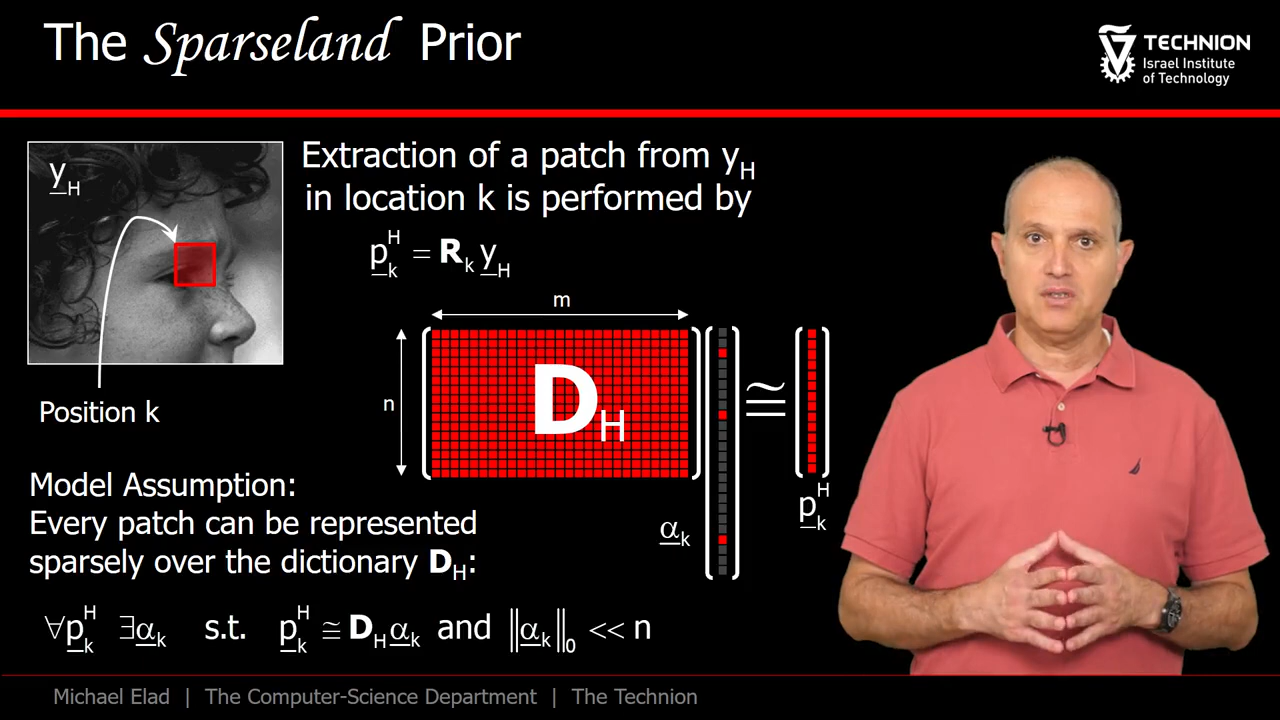 The Sparseland Prior
TECHNION
Israel Institute
of Technology
y_H
Extraction of a patch from y_H
in location k is performed by
p_k^H = R_k y_H
m
n
D_H
≅
Position k
α_k
p_k^H
Model Assumption:
Every patch can be represented
sparsely over the dictionary D_H:
∀p_k^H ∃α_k s.t. p_k^H ≅ D_H α_k and ‖α_k‖_0 << n
Michael Elad | The Computer-Science Department | The Technion